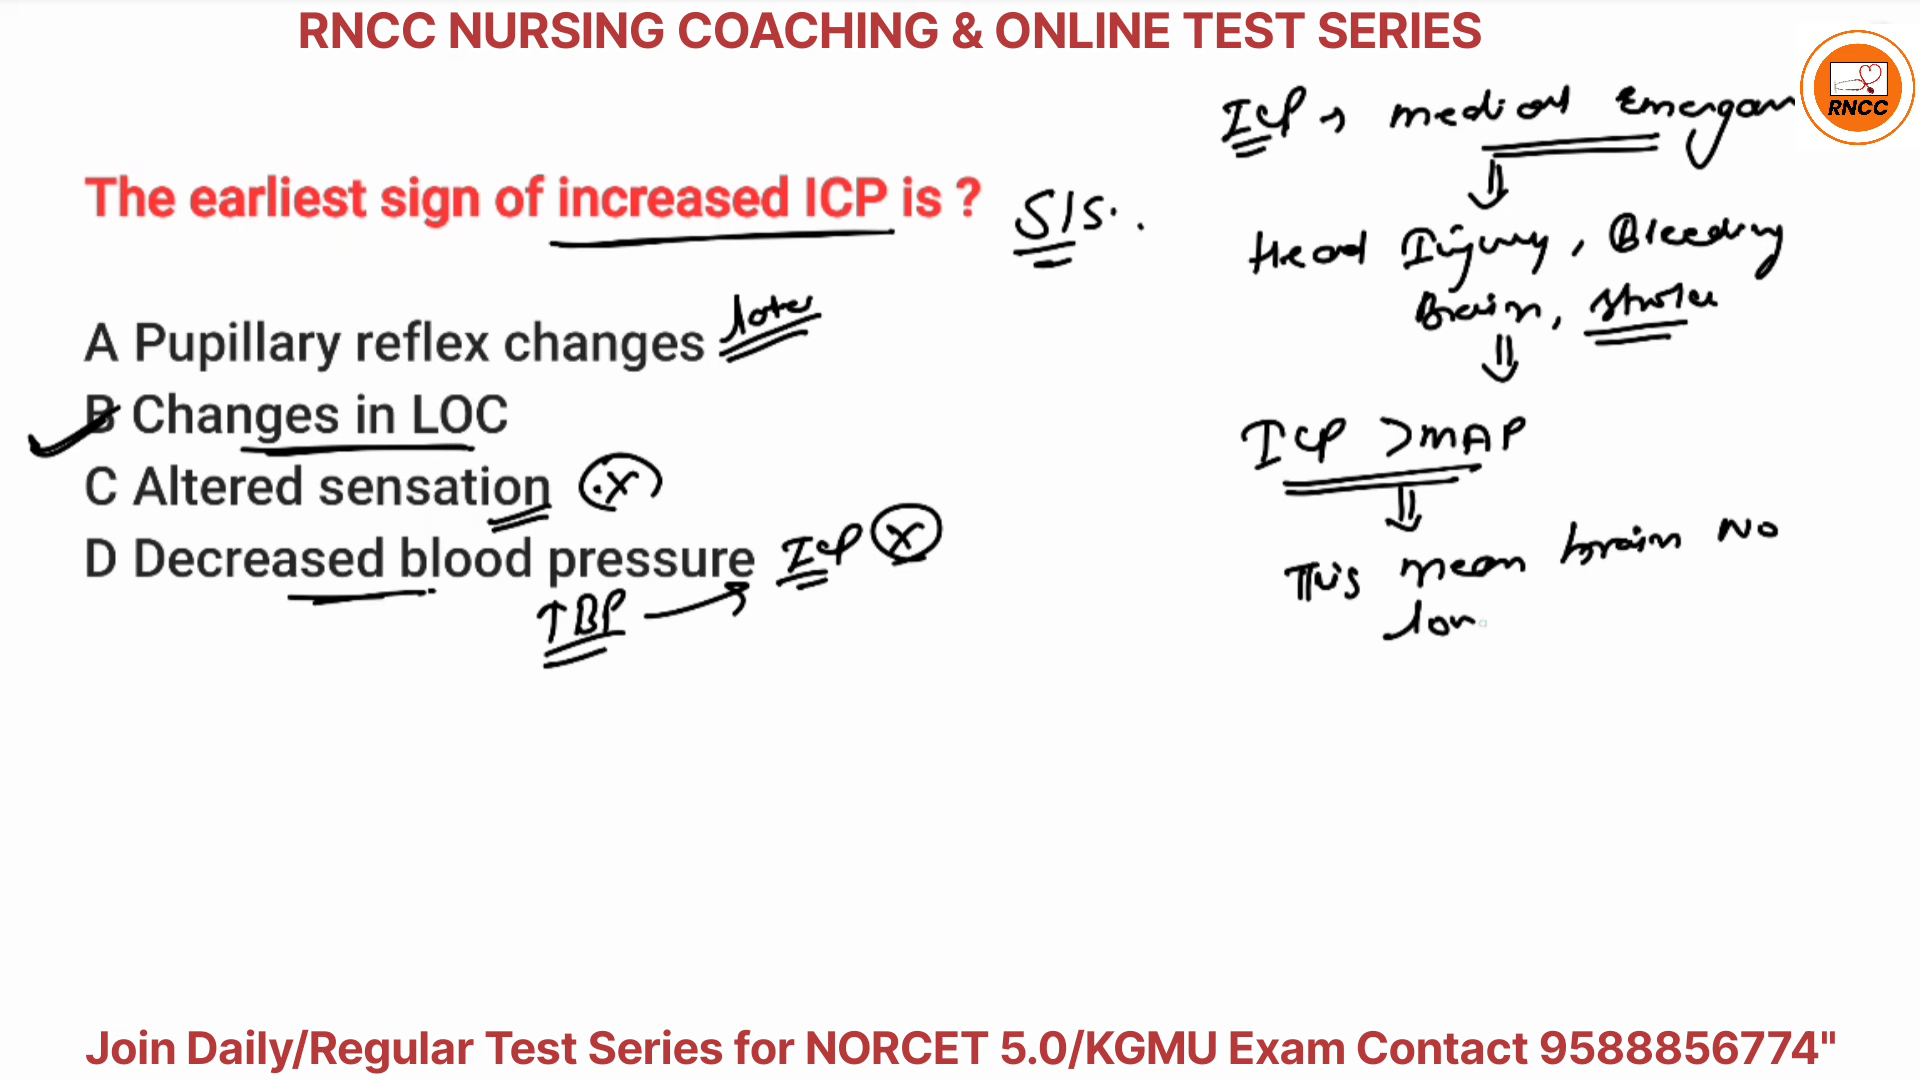 RNCC NURSING COACHING & ONLINE TEST SERIES
RNCC
The earliest sign of increased ICP is ?
S/S.
A Pupillary reflex changes later
B Changes in LOC
C Altered sensation X
D Decreased blood pressure ICP X
↑BP
ICP → medical
Head Injury, Bleeding
Brain, stroke
ICP > MAP
This mean brain No
lon
Join Daily/Regular Test Series for NORCET 5.0/KGMU Exam Contact 9588856774"